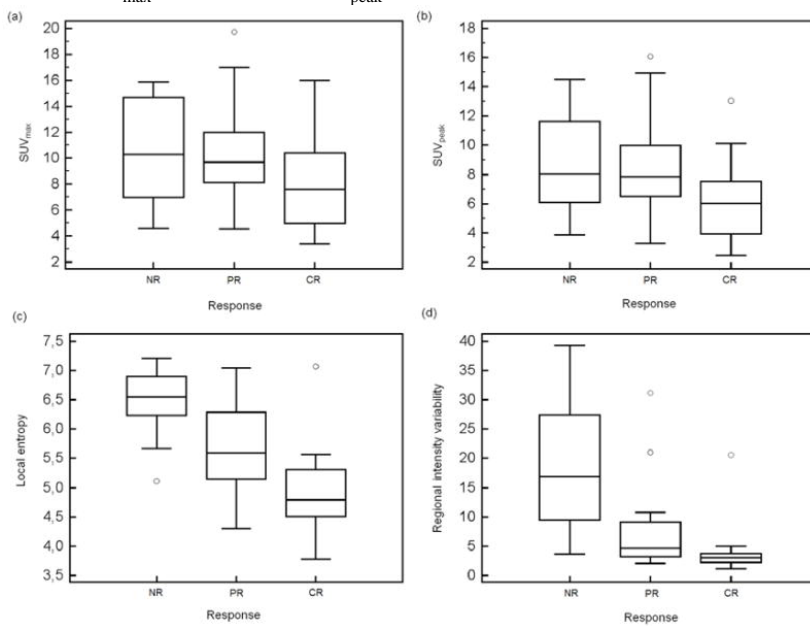 max peak
(a)
20
18
16
14
12
10
8
6
4
2
SUVmax
NR PR CR
Response
(b)
18
16
14
12
10
8
6
4
2
SUVpeak
NR PR CR
Response
(c)
7,5
7,0
6,5
6,0
5,5
5,0
4,5
4,0
3,5
Local entropy
NR PR CR
Response
(d)
40
35
30
25
20
15
10
5
0
Regional intensity variability
NR PR CR
Response